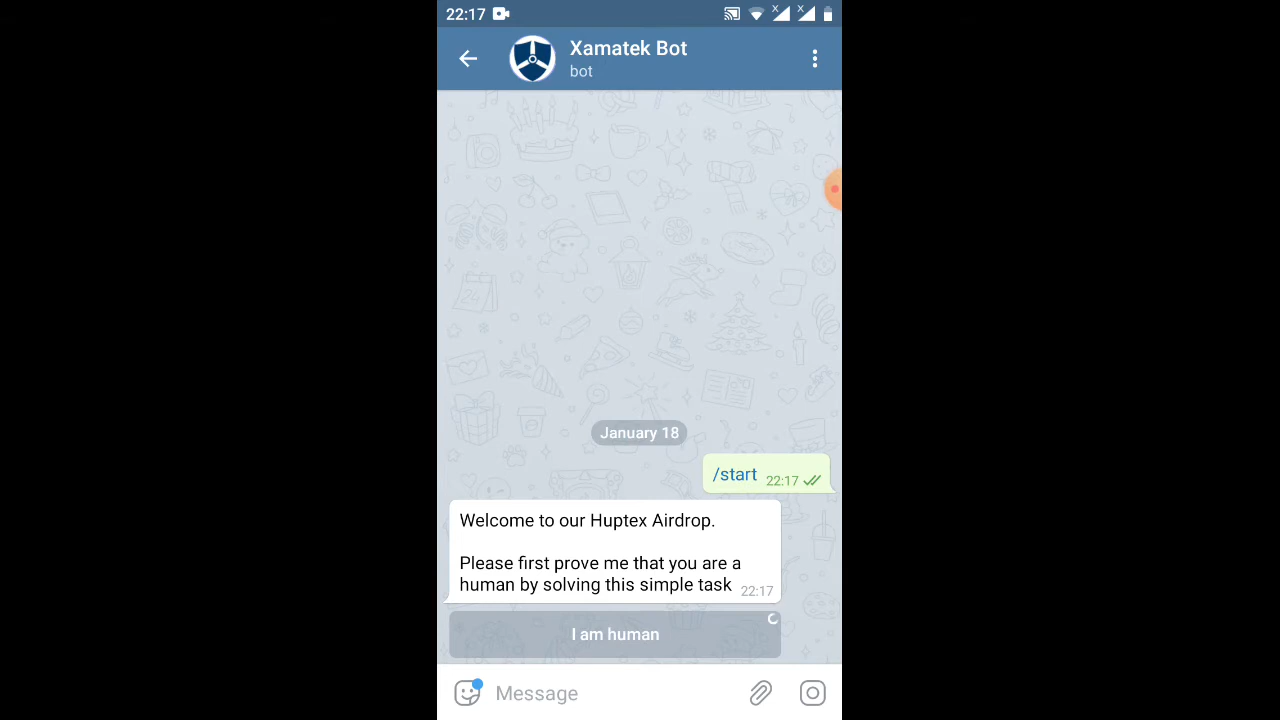 22:17
Xamatek Bot
bot
24
January 18
/start 22:17
Welcome to our Huptex Airdrop.
Please first prove me that you are a
human by solving this simple task 22:17
I am human
Message